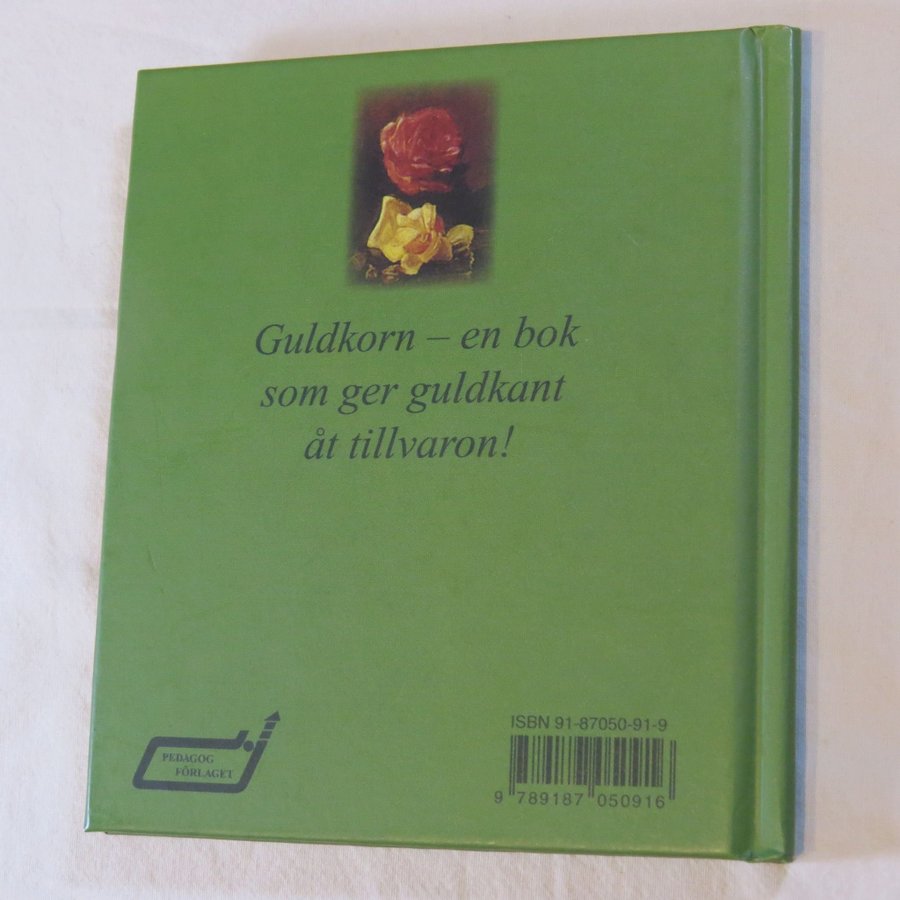 Guldkorn – en bok
som ger guldkant
åt tillvaron!
PEDAGOG
FÖRLAGET
ISBN 91-87050-91-9
9 789187 050916